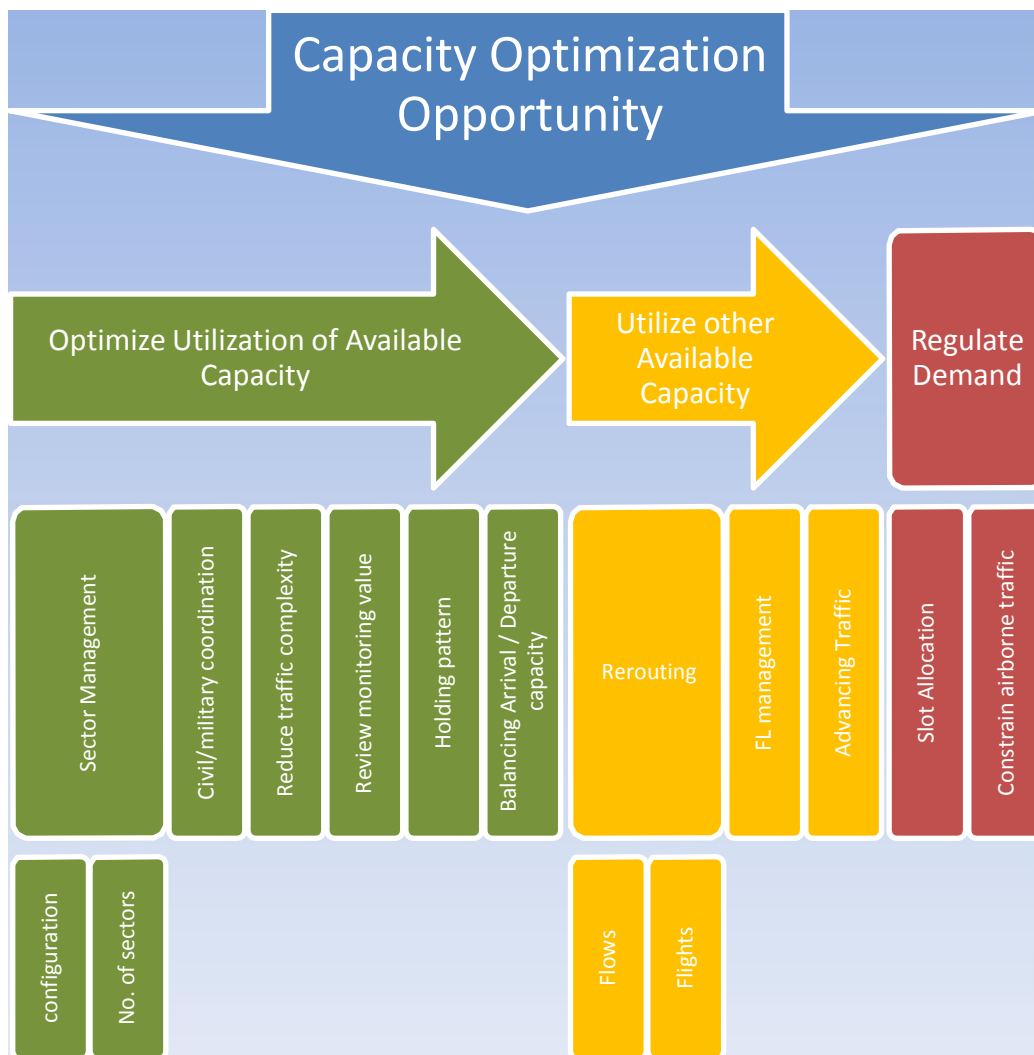 Capacity Optimization
Opportunity
Optimize Utilization of Available
Capacity
Utilize other
Available
Capacity
Regulate
Demand
Sector Management
Civil/military coordination
Reduce traffic complexity
Review monitoring value
Holding pattern
Balancing Arrival / Departure
capacity
Rerouting
FL management
Advancing Traffic
Slot Allocation
Constrain airborne traffic
configuration
No. of sectors
Flows
Flights